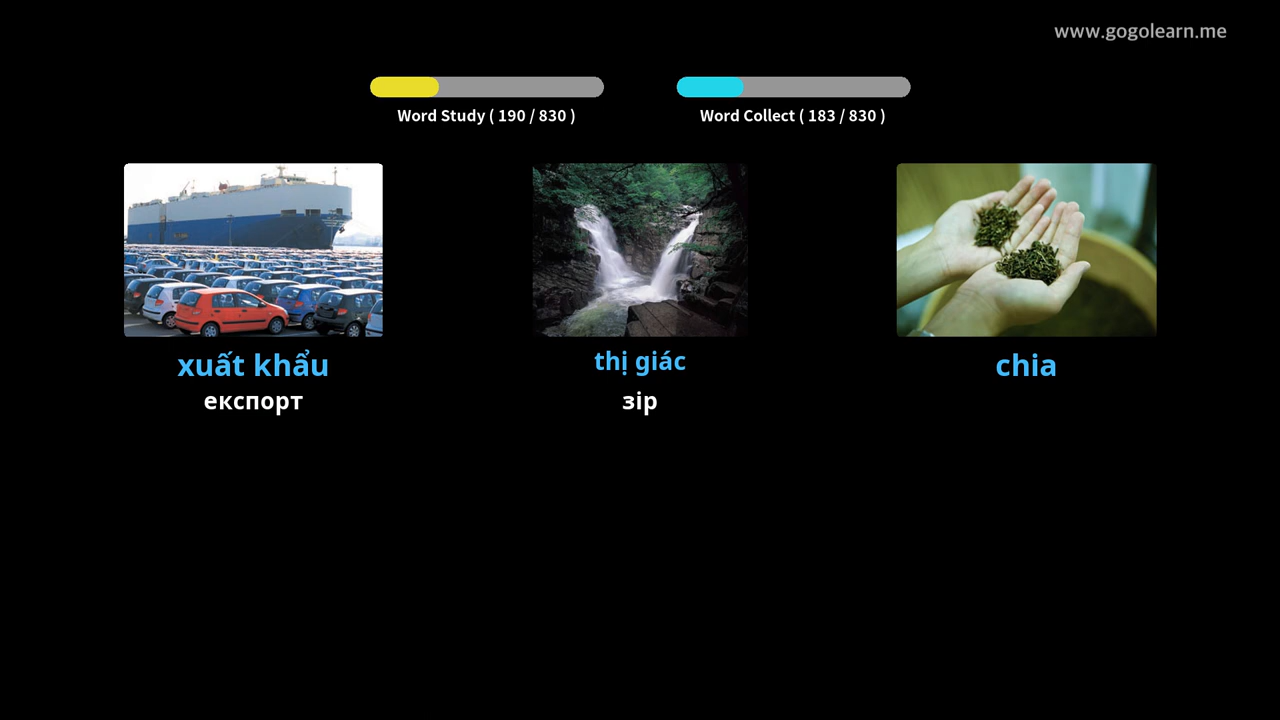 www.gogolearn.me
Word Study ( 190 / 830 )
Word Collect ( 183 / 830 )
xuất khẩu
експорт
thị giác
зір
chia